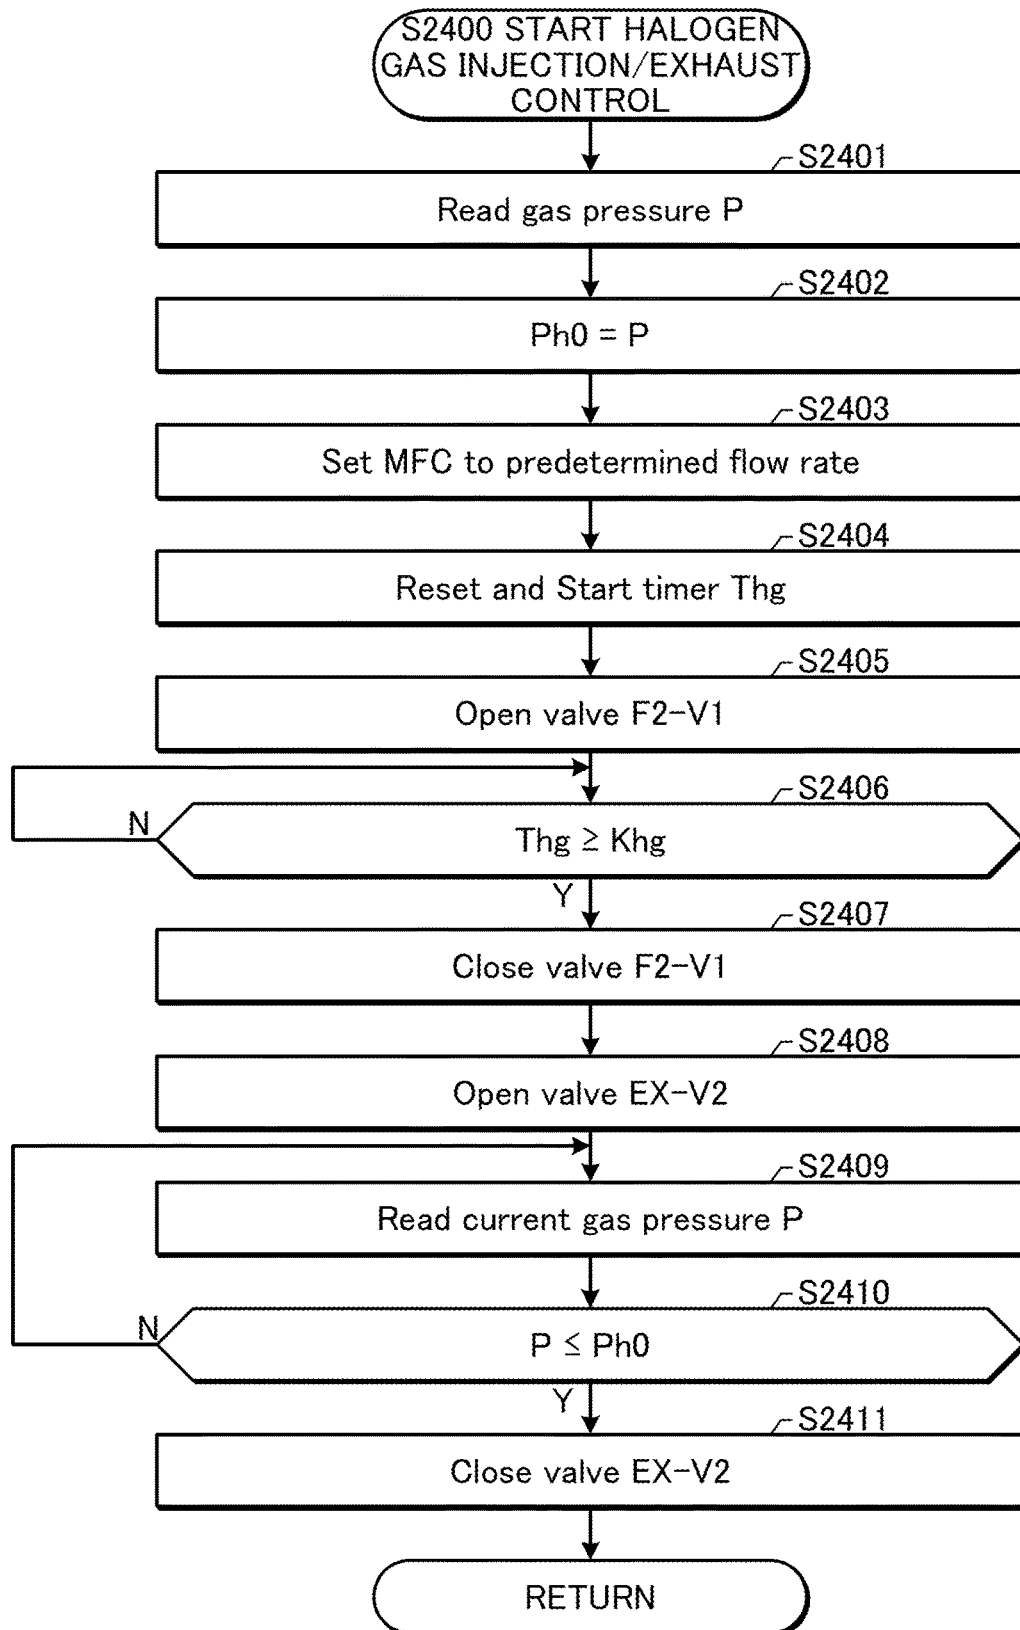 S2400 START HALOGEN
GAS INJECTION/EXHAUST
CONTROL
S2401
Read gas pressure P
S2402
Ph0 = P
S2403
Set MFC to predetermined flow rate
S2404
Reset and Start timer Thg
S2405
Open valve F2-V1
S2406
N
Thg ≥ Khg
Y
S2407
Close valve F2-V1
S2408
Open valve EX-V2
S2409
Read current gas pressure P
S2410
N
P ≤ Ph0
Y
S2411
Close valve EX-V2
RETURN